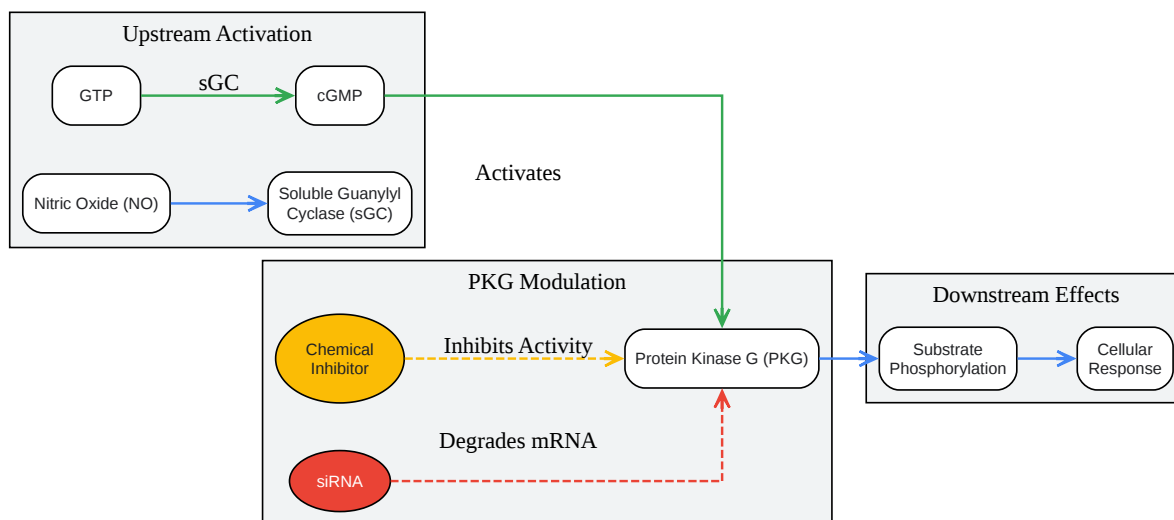 Upstream Activation
GTP
sGC
cGMP
Nitric Oxide (NO)
Soluble Guanylyl
Cyclase (sGC)
Activates
PKG Modulation
Chemical
Inhibitor
Inhibits Activity
Protein Kinase G (PKG)
Degrades mRNA
siRNA
Downstream Effects
Substrate
Phosphorylation
Cellular
Response